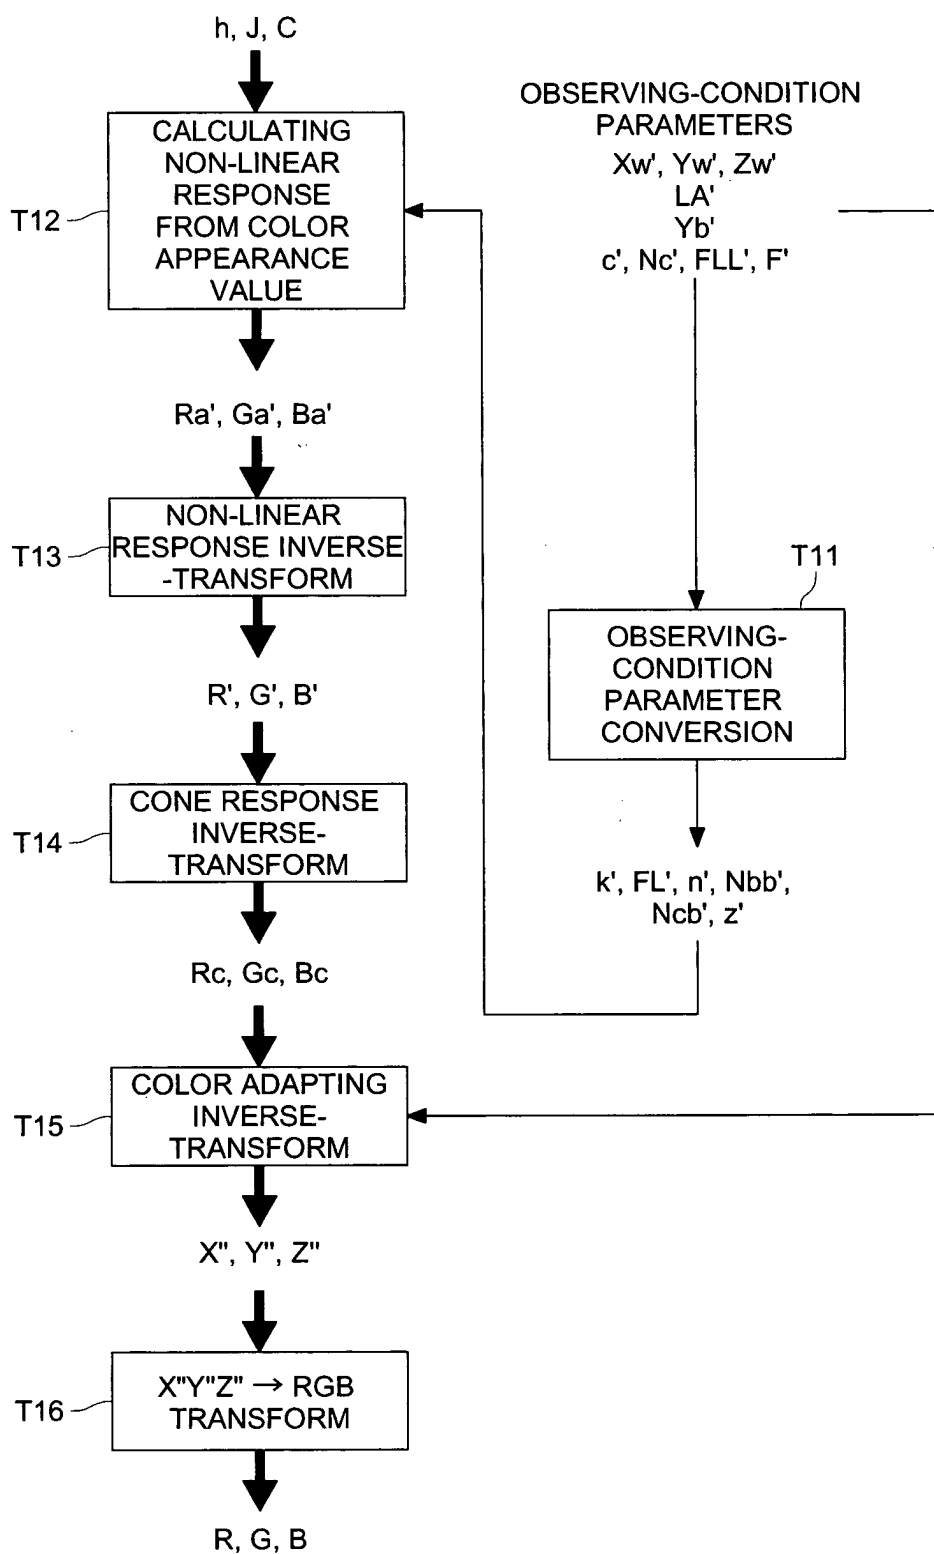 h, J, C
CALCULATING
NON-LINEAR
RESPONSE
FROM COLOR
APPEARANCE
VALUE
T12
OBSERVING-CONDITION
PARAMETERS
Xw', Yw', Zw'
LA'
Yb'
c', Nc', FLL', F'
Ra', Ga', Ba'
NON-LINEAR
RESPONSE INVERSE
-TRANSFORM
T13
T11
OBSERVING-
CONDITION
PARAMETER
CONVERSION
R', G', B'
CONE RESPONSE
INVERSE-
TRANSFORM
T14
k', FL', n', Nbb',
Ncb', z'
Rc, Gc, Bc
COLOR ADAPTING
INVERSE-
TRANSFORM
T15
X", Y", Z"
X"Y"Z" → RGB
TRANSFORM
T16
R, G, B